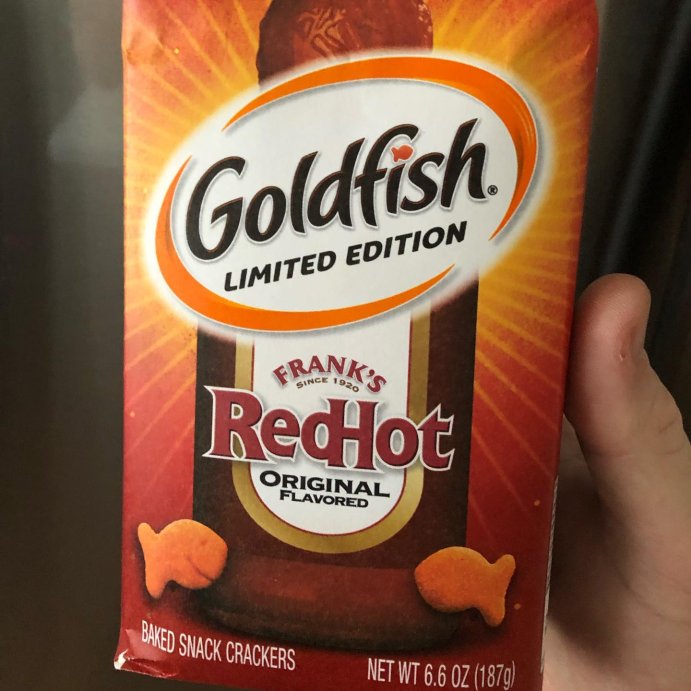 Goldfish®
LIMITED EDITION
FRANK'S
SINCE 1920
RedHot
ORIGINAL
FLAVORED
BAKED SNACK CRACKERS
NET WT 6.6 OZ (187g)